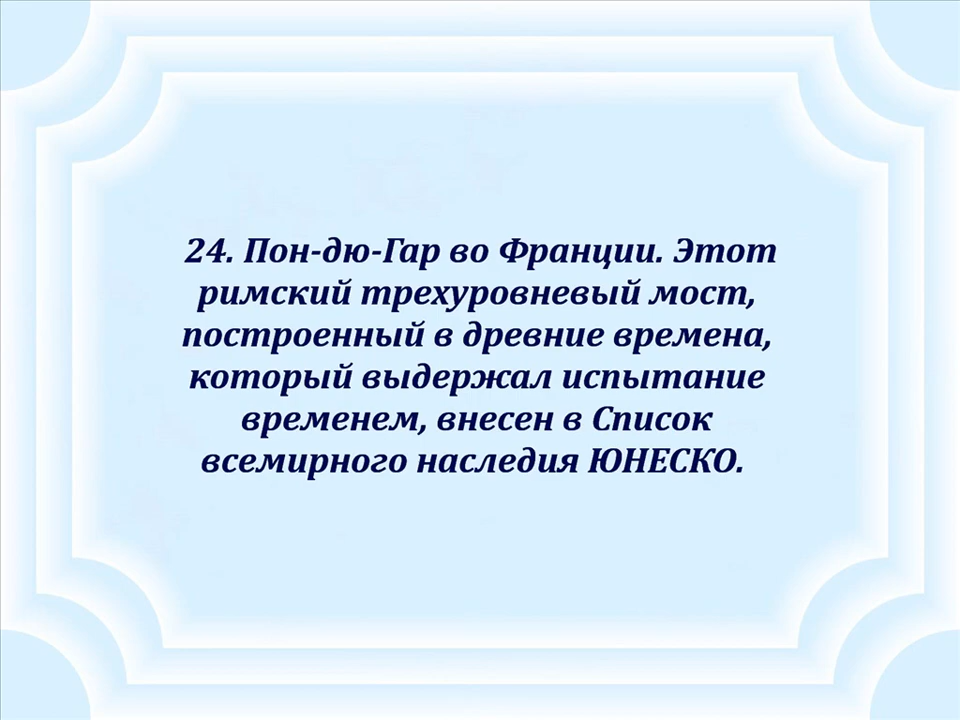 24. Пон-дю-Гар во Франции. Этот
римский трехуровневый мост,
построенный в древние времена,
который выдержал испытание
временем, внесен в Список
всемирного наследия ЮНЕСКО.